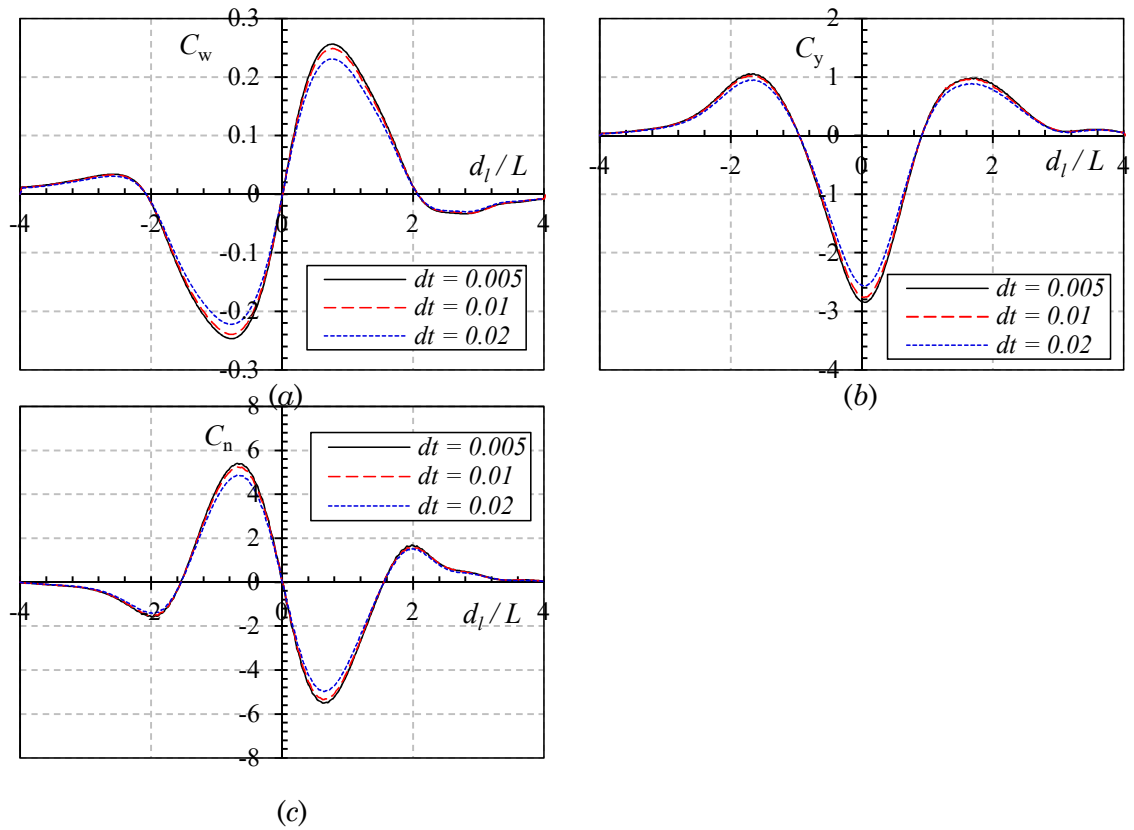 0.3
C_w
0.2
0.1
d_l / L
0
-4
-2
0
2
4
-0.1
-0.2
-0.3
dt = 0.005
dt = 0.01
dt = 0.02
(a)
2
C_y
1
0
-4
-2
0
2
4
d_l / L
-1
-2
-3
-4
dt = 0.005
dt = 0.01
dt = 0.02
(b)
8
C_n
6
4
2
0
-4
-2
0
2
4
d_l / L
-2
-4
-6
-8
dt = 0.005
dt = 0.01
dt = 0.02
(c)